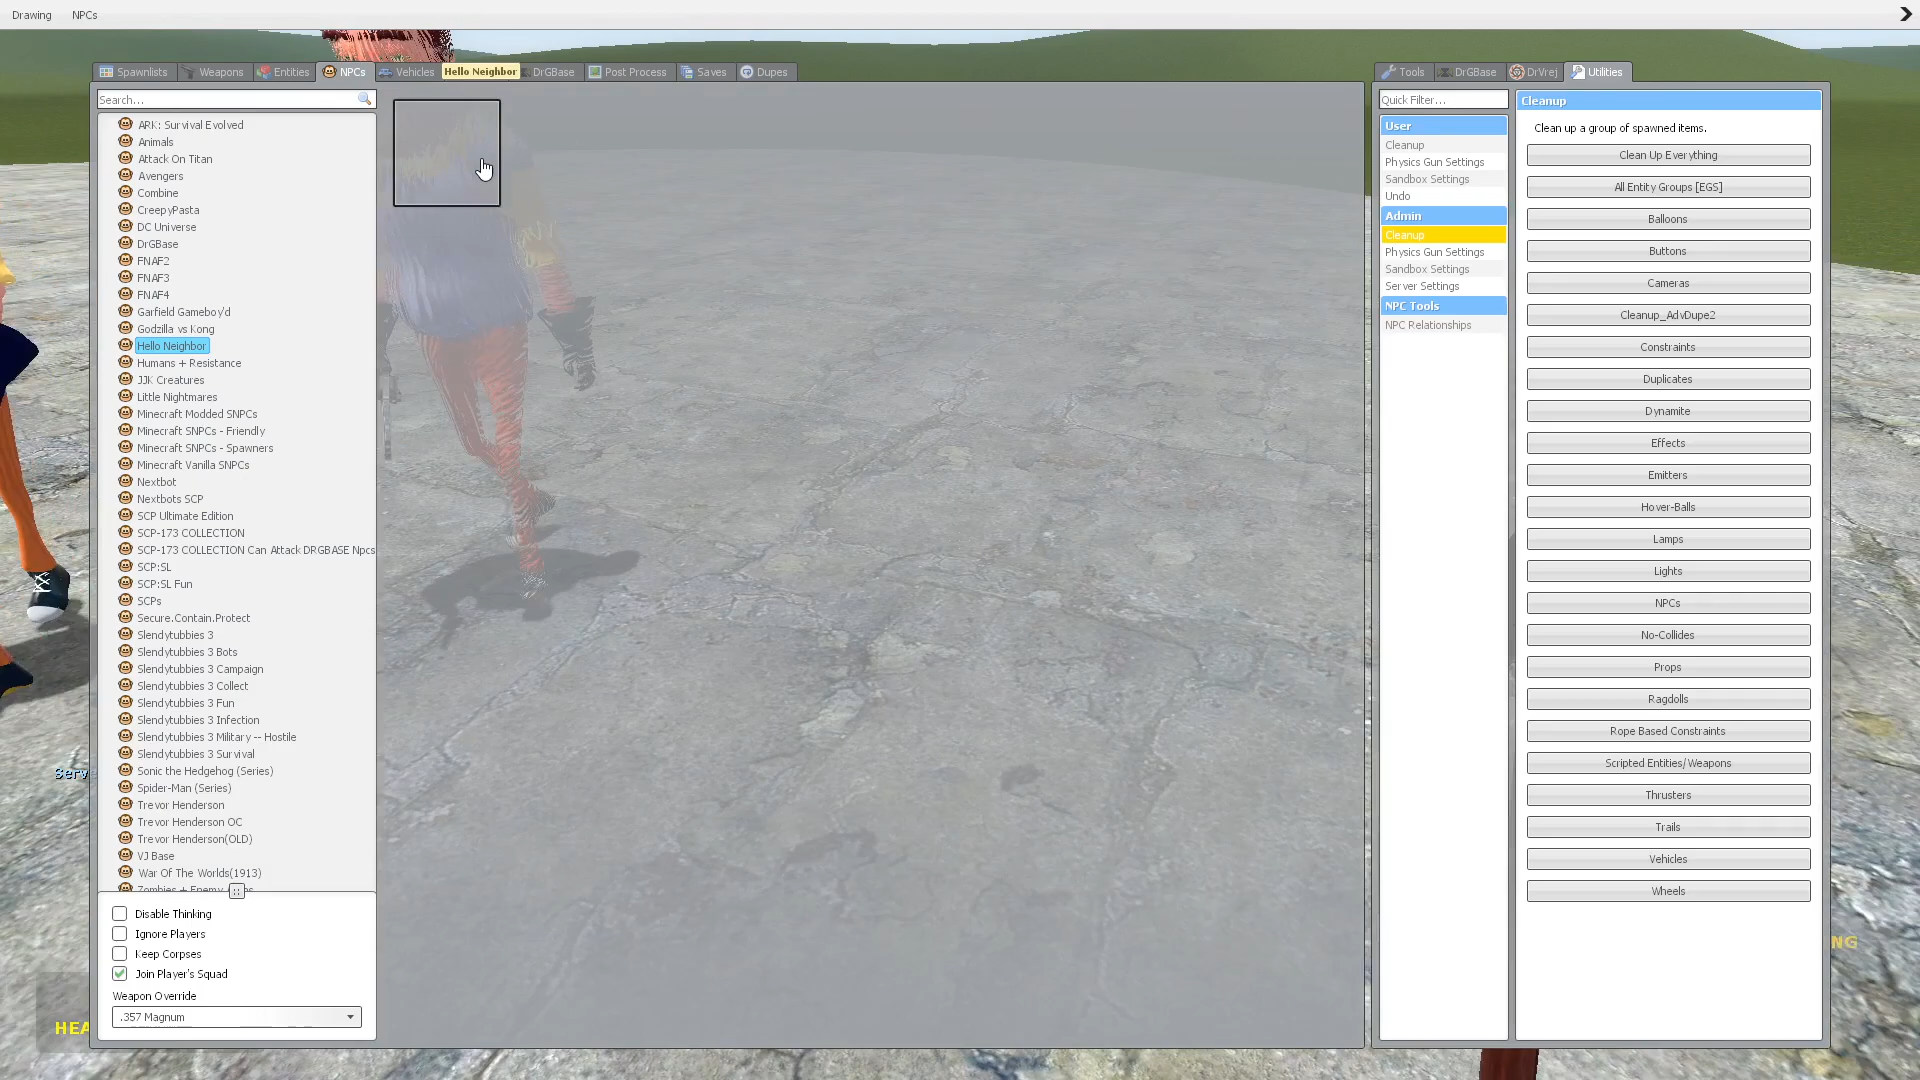 Drawing NPCs
Spawnlists Weapons Entities NPCs Vehicles Hello Neighbor DrGBase Post Process Saves Dupes
Search...
ARK: Survival Evolved
Animals
Attack On Titan
Avengers
Combine
CreepyPasta
DC Universe
DrGBase
FNAF2
FNAF3
FNAF4
Garfield Gameboy'd
Godzilla vs Kong
Hello Neighbor
Humans + Resistance
JJK Creatures
Little Nightmares
Minecraft Modded SNPCs
Minecraft SNPCs - Friendly
Minecraft SNPCs - Spawners
Minecraft Vanilla SNPCs
Nextbot
Nextbots SCP
SCP Ultimate Edition
SCP-173 COLLECTION
SCP-173 COLLECTION Can Attack DRGBASE Npcs
SCP:SL
SCP:SL Fun
SCPs
Secure.Contain.Protect
Slendytubbies 3
Slendytubbies 3 Bots
Slendytubbies 3 Campaign
Slendytubbies 3 Collect
Slendytubbies 3 Fun
Slendytubbies 3 Infection
Slendytubbies 3 Military -- Hostile
Slendytubbies 3 Survival
Sonic the Hedgehog (Series)
Spider-Man (Series)
Trevor Henderson
Trevor Henderson OC
Trevor Henderson(OLD)
VJ Base
War Of The Worlds(1913)
Zombies + Enemy
Disable Thinking
Ignore Players
Keep Corpses
Join Player's Squad
Weapon Override
.357 Magnum
Serv
HEA
Tools DrGBase DrVrej Utilities
Quick Filter...
User
Cleanup
Physics Gun Settings
Sandbox Settings
Undo
Admin
Cleanup
Physics Gun Settings
Sandbox Settings
Server Settings
NPC Tools
NPC Relationships
Cleanup
Clean up a group of spawned items.
Clean Up Everything
All Entity Groups [EGS]
Balloons
Buttons
Cameras
Cleanup_AdvDupe2
Constraints
Duplicates
Dynamite
Effects
Emitters
Hover-Balls
Lamps
Lights
NPCs
No-Collides
Props
Ragdolls
Rope Based Constraints
Scripted Entities/Weapons
Thrusters
Trails
Vehicles
Wheels
NG